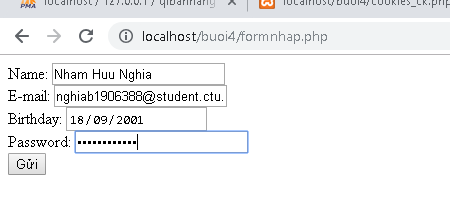 PMA localhost / 127.0.0.1 / qlbanhang
localhost/buoi4/cookies_ck.php
localhost/buoi4/formnhap.php
Name: Nham Huu Nghia
E-mail: nghiab1906388@student.ctu.
Birthday: 18/09/2001
Password: ••••••••••••
Gửi